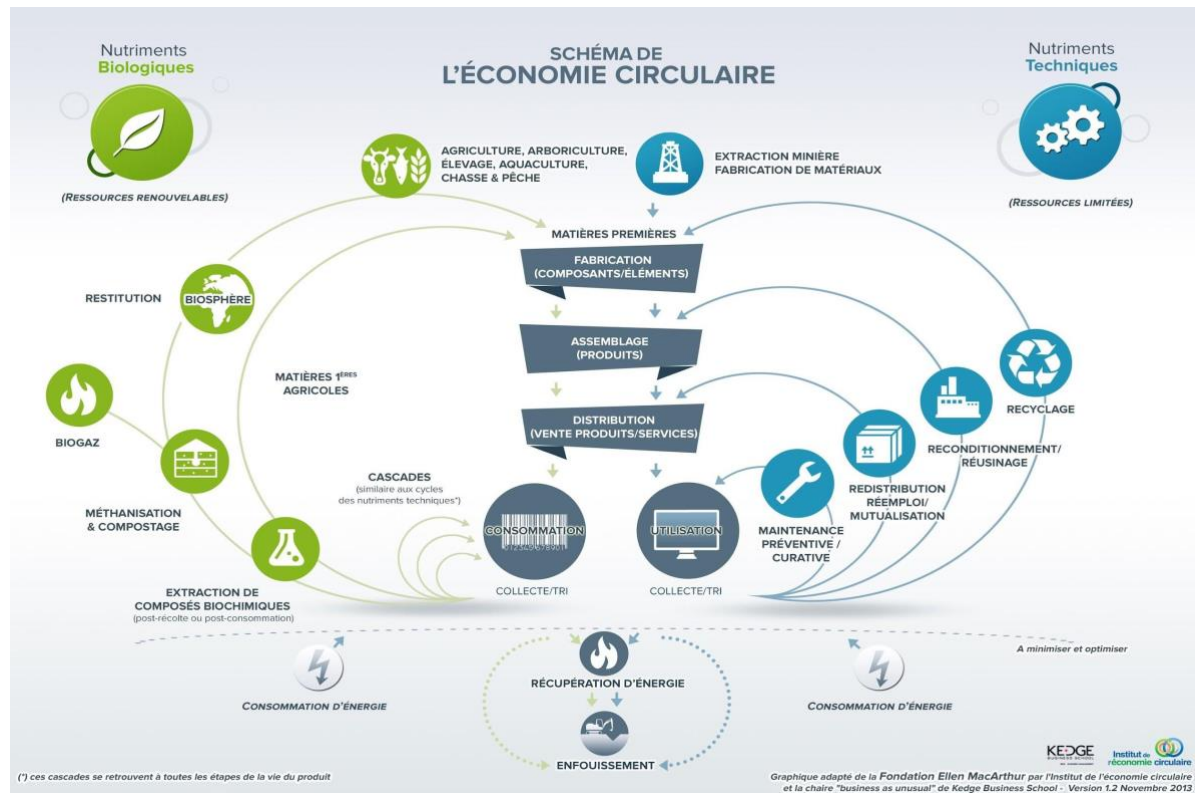 Nutriments
Biologiques
(RESSOURCES RENOUVELABLES)
SCHÉMA DE
L'ÉCONOMIE CIRCULAIRE
Nutriments
Techniques
(RESSOURCES LIMITÉES)
AGRICULTURE, ARBORICULTURE,
ÉLEVAGE, AQUACULTURE,
CHASSE & PÊCHE
EXTRACTION MINIÈRE
FABRICATION DE MATÉRIAUX
MATIÈRES PREMIÈRES
FABRICATION
(COMPOSANTS/ÉLÉMENTS)
RESTITUTION
BIOSPHÈRE
ASSEMBLAGE
(PRODUITS)
MATIÈRES 1ÈRES
AGRICOLES
RECYCLAGE
DISTRIBUTION
(VENTE PRODUITS/SERVICES)
BIOGAZ
RECONDITIONNEMENT/
RÉUSINAGE
CASCADES
(similaire aux cycles
des nutriments techniques*)
REDISTRIBUTION
RÉEMPLOI/
MUTUALISATION
MÉTHANISATION
& COMPOSTAGE
CONSOMMATION
UTILISATION
MAINTENANCE
PRÉVENTIVE /
CURATIVE
COLLECTE/TRI
COLLECTE/TRI
EXTRACTION DE
COMPOSÉS BIOCHIMIQUES
(post-récolte ou post-consommation)
A minimiser et optimiser
RÉCUPÉRATION D'ÉNERGIE
CONSOMMATION D'ÉNERGIE
CONSOMMATION D'ÉNERGIE
ENFOUISSEMENT
KEDGE
BUSINESS SCHOOL
Institut de
l'économie circulaire
(*) ces cascades se retrouvent à toutes les étapes de la vie du produit
Graphique adapté de la Fondation Ellen MacArthur par l'Institut de l'économie circulaire
et la chaire "business as unusual" de Kedge Business School - Version 1.2 Novembre 2013